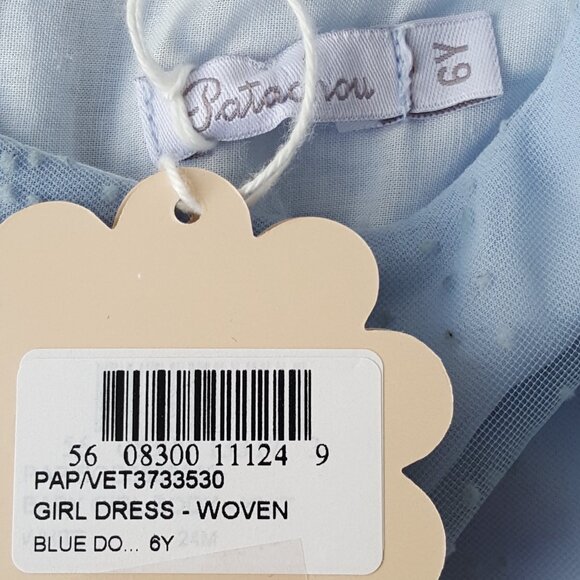 Patachou
6Y
56 08300 11124 9
PAP/VET3733530
GIRL DRESS - WOVEN
BLUE DO... 6Y